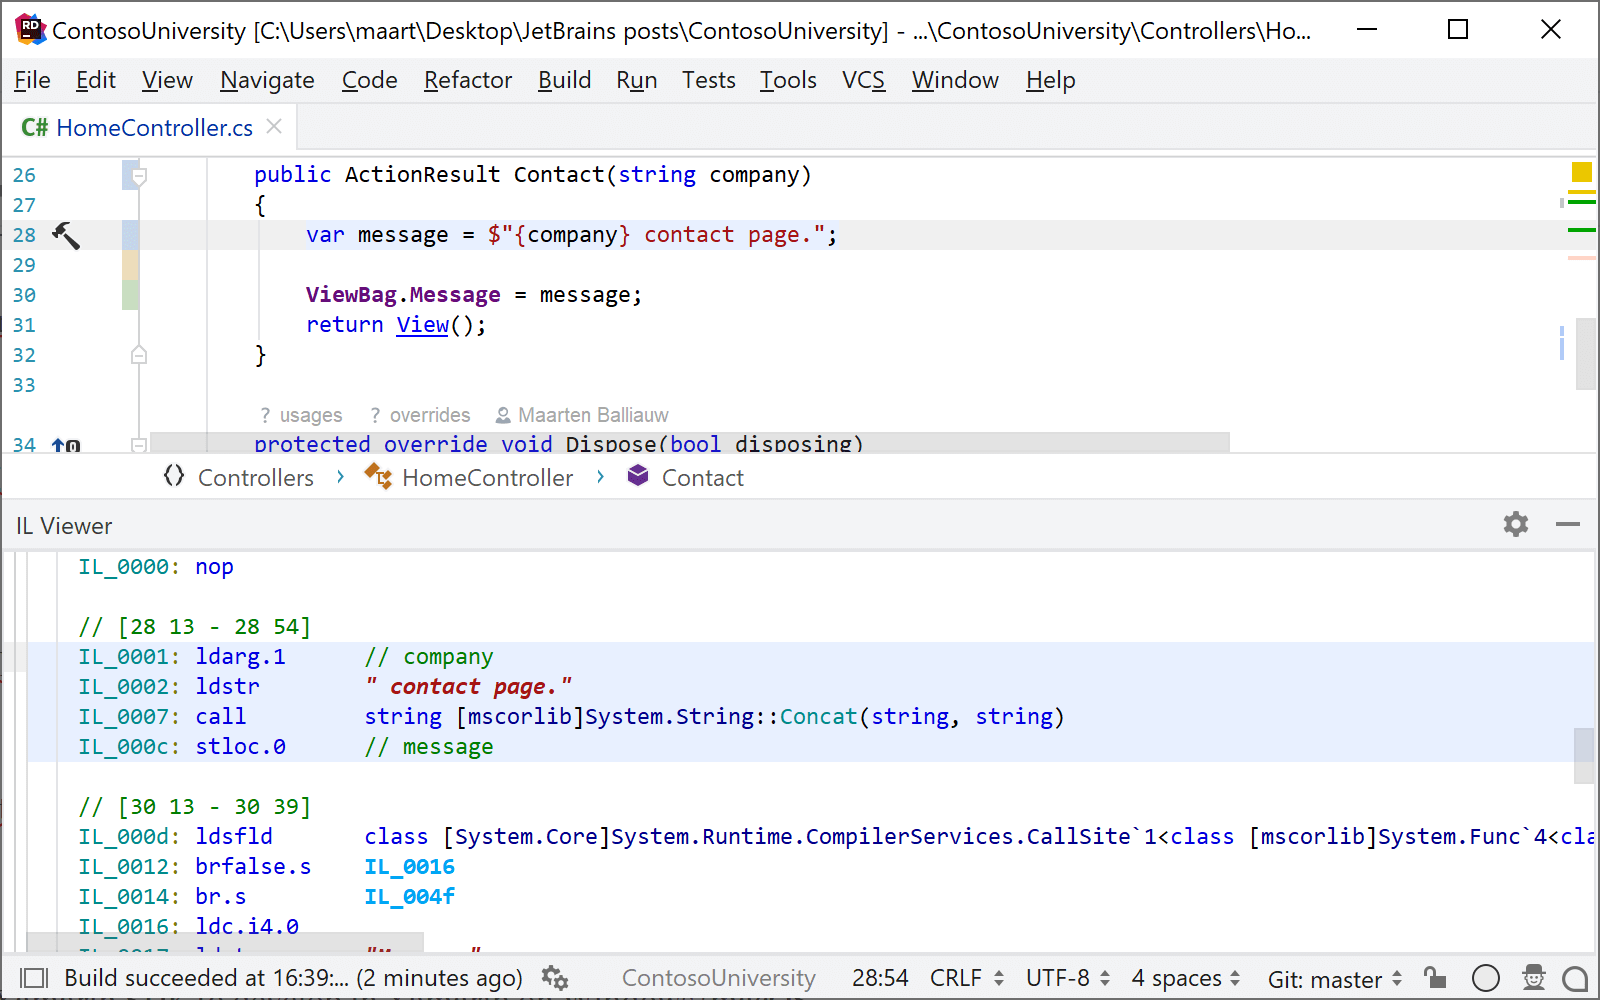 RD ContosoUniversity [C:\Users\maart\Desktop\JetBrains posts\ContosoUniversity] - ...\ContosoUniversity\Controllers\Ho...
File Edit View Navigate Code Refactor Build Run Tests Tools VCS Window Help
C# HomeController.cs
26 public ActionResult Contact(string company)
27 {
28 var message = $"{company} contact page.";
29
30 ViewBag.Message = message;
31 return View();
32 }
33
? usages ? overrides Maarten Balliauw
34 protected override void Dispose(bool disposing)
Controllers › HomeController › Contact
IL Viewer
IL_0000: nop
// [28 13 - 28 54]
IL_0001: ldarg.1 // company
IL_0002: ldstr " contact page."
IL_0007: call string [mscorlib]System.String::Concat(string, string)
IL_000c: stloc.0 // message
// [30 13 - 30 39]
IL_000d: ldsfld class [System.Core]System.Runtime.CompilerServices.CallSite`1<class [mscorlib]System.Func`4<cla
IL_0012: brfalse.s IL_0016
IL_0014: br.s IL_004f
IL_0016: ldc.i4.0
Build succeeded at 16:39:... (2 minutes ago) ContosoUniversity 28:54 CRLF UTF-8 4 spaces Git: master